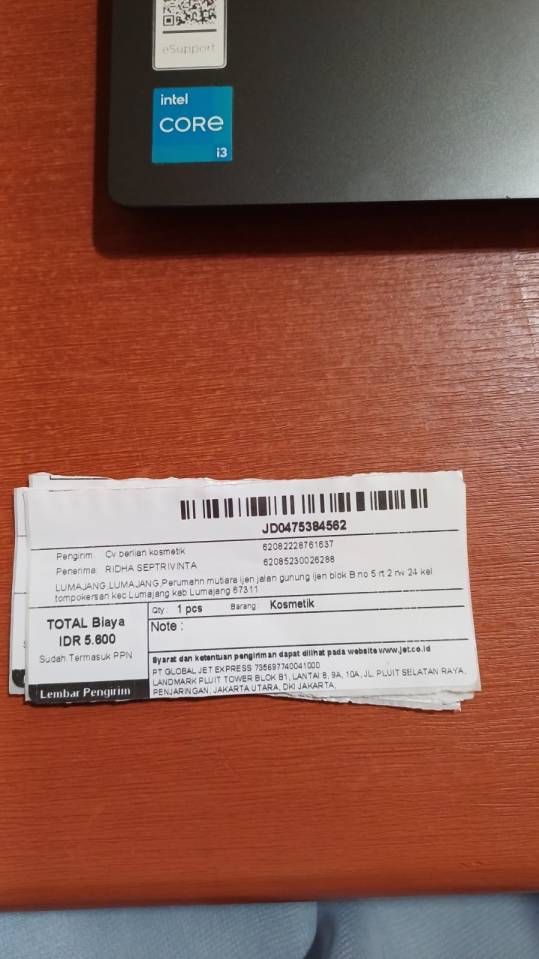 eSupport
intel
CORE
i3
JD0475384562
Pengirim. Cv berlian kosmetik 62082228761637
Penerima. RIDHA SEPTRIVINTA 62085230026288
LUMAJANG,LUMAJANG,Perumahn mutiara ijen jalan gunung ijen blok B no 5 rt 2 rw 24 kel
tompokersan kec Lumajang kab Lumajang 67311
TOTAL Biaya
IDR 5.600
Sudah Termasuk PPN
Lembar Pengirim
Qty: 1 pcs Barang: Kosmetik
Note :
Syarat dan ketentuan pengiriman dapat dilihat pada website www.jet.co.id
PT GLOBAL JET EXPRESS 735697740041000
LANDMARK PLUIT TOWER BLOK B1, LANTAI 8, 9A, 10A, JL. PLUIT SELATAN RAYA.
PENJARINGAN, JAKARTA UTARA, DKI JAKARTA,